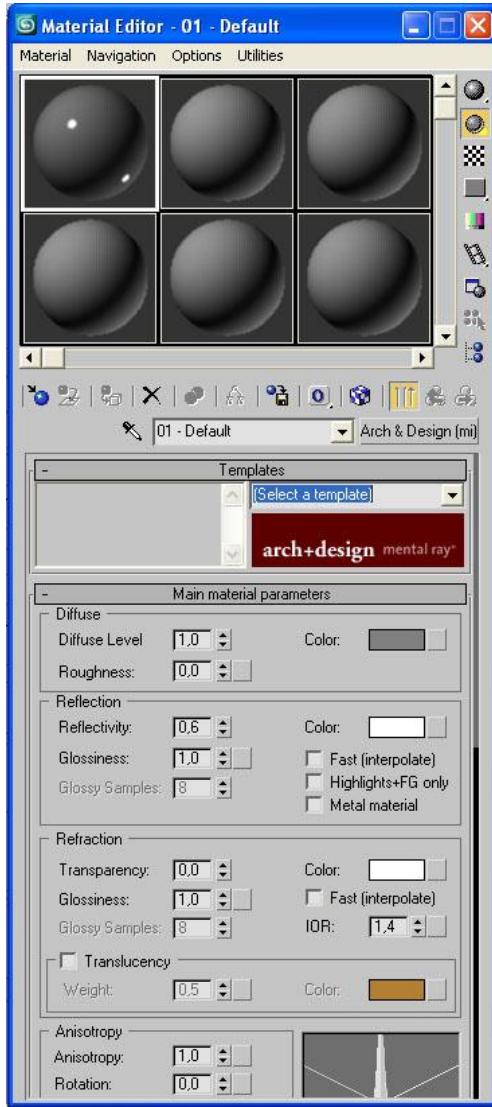 Material Editor - 01 - Default
Material Navigation Options Utilities
01 - Default Arch & Design (mi)
- Templates
(Select a template)
arch+design mental ray
- Main material parameters
Diffuse
Diffuse Level 1,0 Color:
Roughness: 0,0
Reflection
Reflectivity: 0,6 Color:
Glossiness: 1,0 Fast (interpolate)
Glossy Samples: 8 Highlights+FG only
Metal material
Refraction
Transparency: 0,0 Color:
Glossiness: 1,0 Fast (interpolate)
Glossy Samples: 8 IOR: 1,4
Translucency
Weight: 0,5 Color:
Anisotropy
Anisotropy: 1,0
Rotation: 0,0